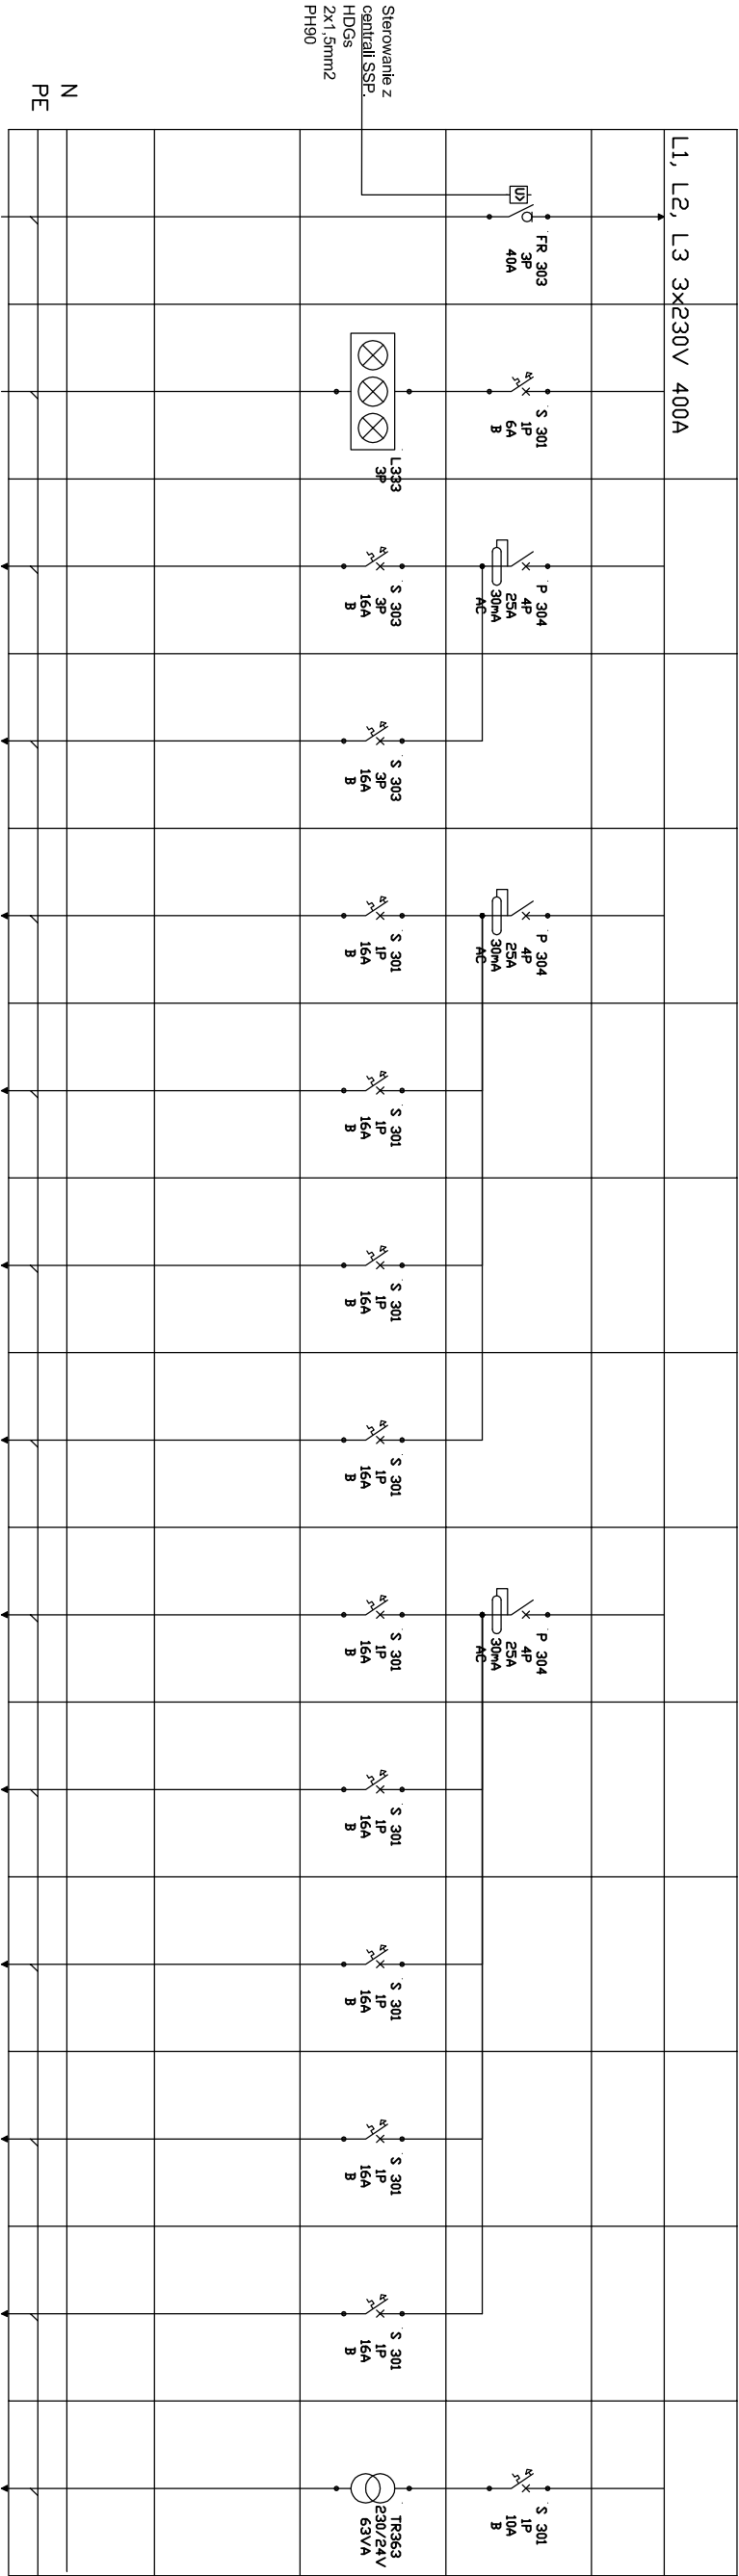 L1, L2, L3 3x230V 400A
Sterowanie z
centrali SSP.
HDGs
2x1,5mm2
PH90
N
PE
U>
FR 303
3P
40A
S 301
1P
6A
B
L333
3P
P 304
4P
25A
30mA
AC
S 303
3P
16A
B
S 303
3P
16A
B
P 304
4P
25A
30mA
AC
S 301
1P
16A
B
S 301
1P
16A
B
S 301
1P
16A
B
S 301
1P
16A
B
P 304
4P
25A
30mA
AC
S 301
1P
16A
B
S 301
1P
16A
B
S 301
1P
16A
B
S 301
1P
16A
B
S 301
1P
16A
B
S 301
1P
10A
B
TR363
230/24V
63VA